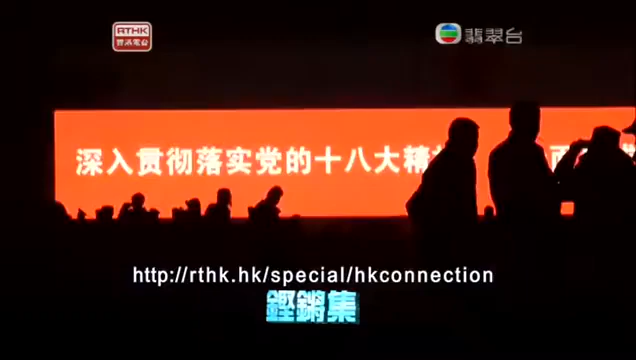 RTHK
香港電台
翡翠台
深入贯彻落实党的十八大精
http://rthk.hk/special/hkconnection
鏗鏘集